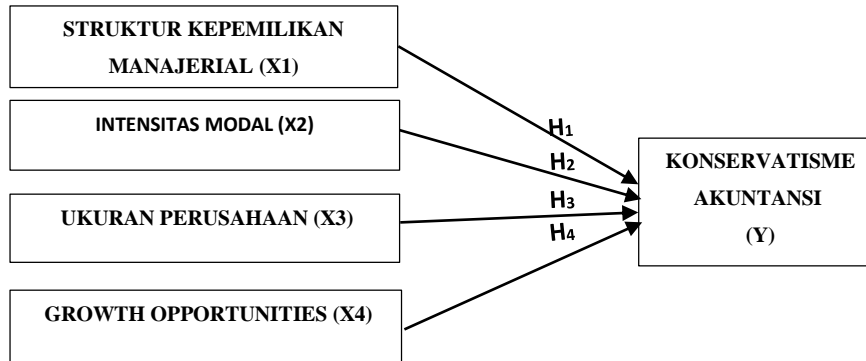 STRUKTUR KEPEMILIKAN
MANAJERIAL (X1)
INTENSITAS MODAL (X2)
UKURAN PERUSAHAAN (X3)
GROWTH OPPORTUNITIES (X4)
H1
H2
H3
H4
KONSERVATISME
AKUNTANSI
(Y)